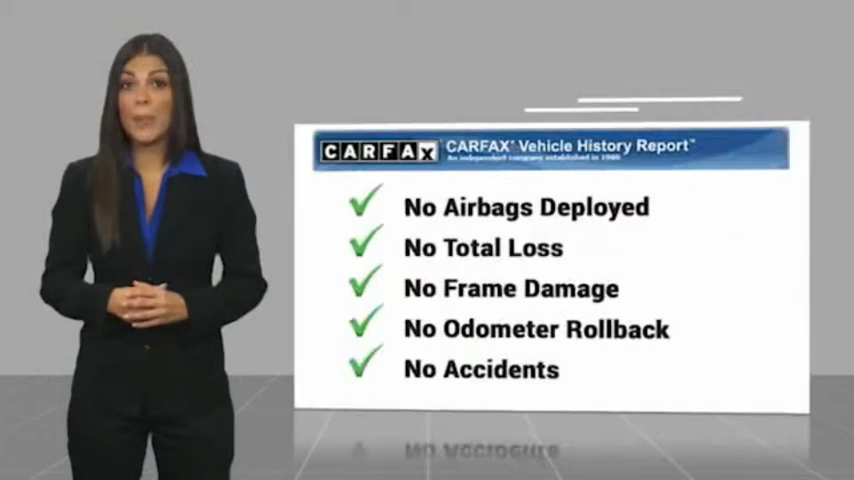 CARFAX CARFAX Vehicle History Report™
An independent company established in 1986
No Airbags Deployed
No Total Loss
No Frame Damage
No Odometer Rollback
No Accidents